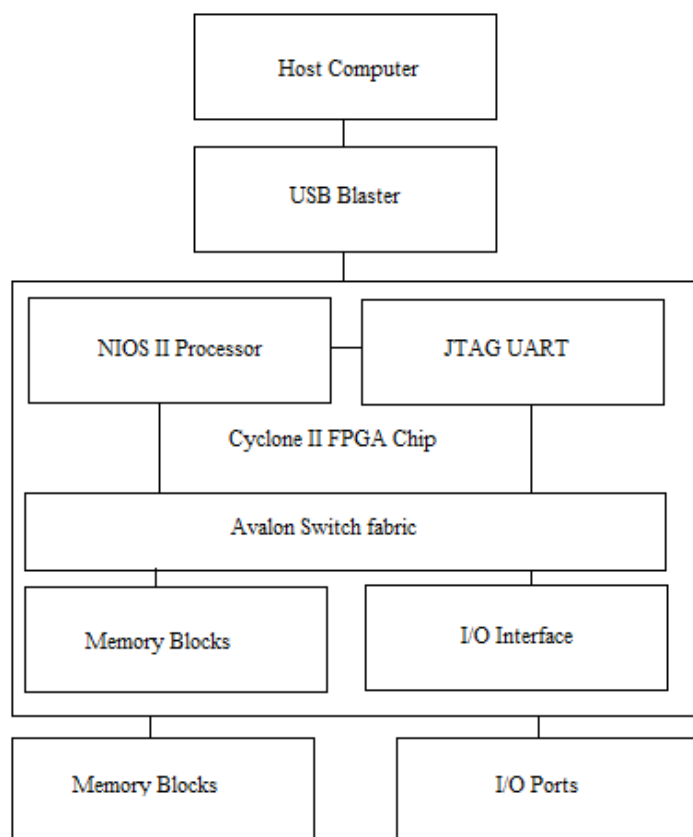 Host Computer
USB Blaster
NIOS II Processor
JTAG UART
Cyclone II FPGA Chip
Avalon Switch fabric
Memory Blocks
I/O Interface
Memory Blocks
I/O Ports